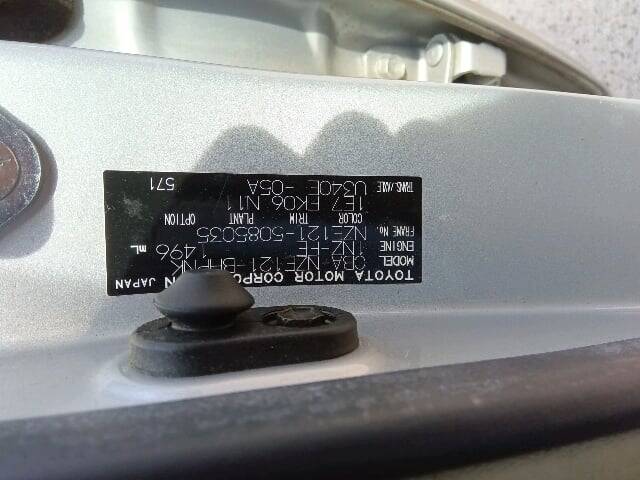 TOYOTA MOTOR CORPO N JAPAN
MODEL CBA-NZE121-BHPNK
ENGINE 1NZ-FE 1496 mL
FRAME No. NZE121-5085035
COLOR TRIM PLANT OPTION
1E7 EK06 N11
TRANS./AXLE U340E -05A
571